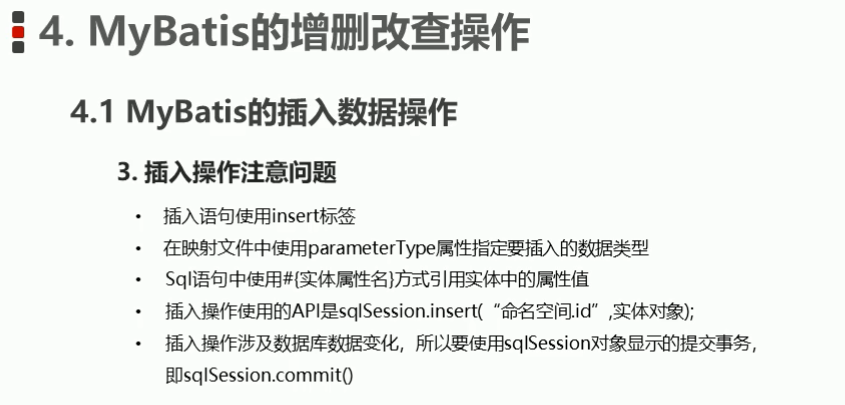 4. MyBatis的增删改查操作
4.1 MyBatis的插入数据操作
3. 插入操作注意问题
• 插入语句使用insert标签
• 在映射文件中使用parameterType属性指定要插入的数据类型
• Sql语句中使用#{实体属性名}方式引用实体中的属性值
• 插入操作使用的API是sqlSession.insert(“命名空间.id”,实体对象);
• 插入操作涉及数据库数据变化，所以要使用sqlSession对象显示的提交事务，
即sqlSession.commit()